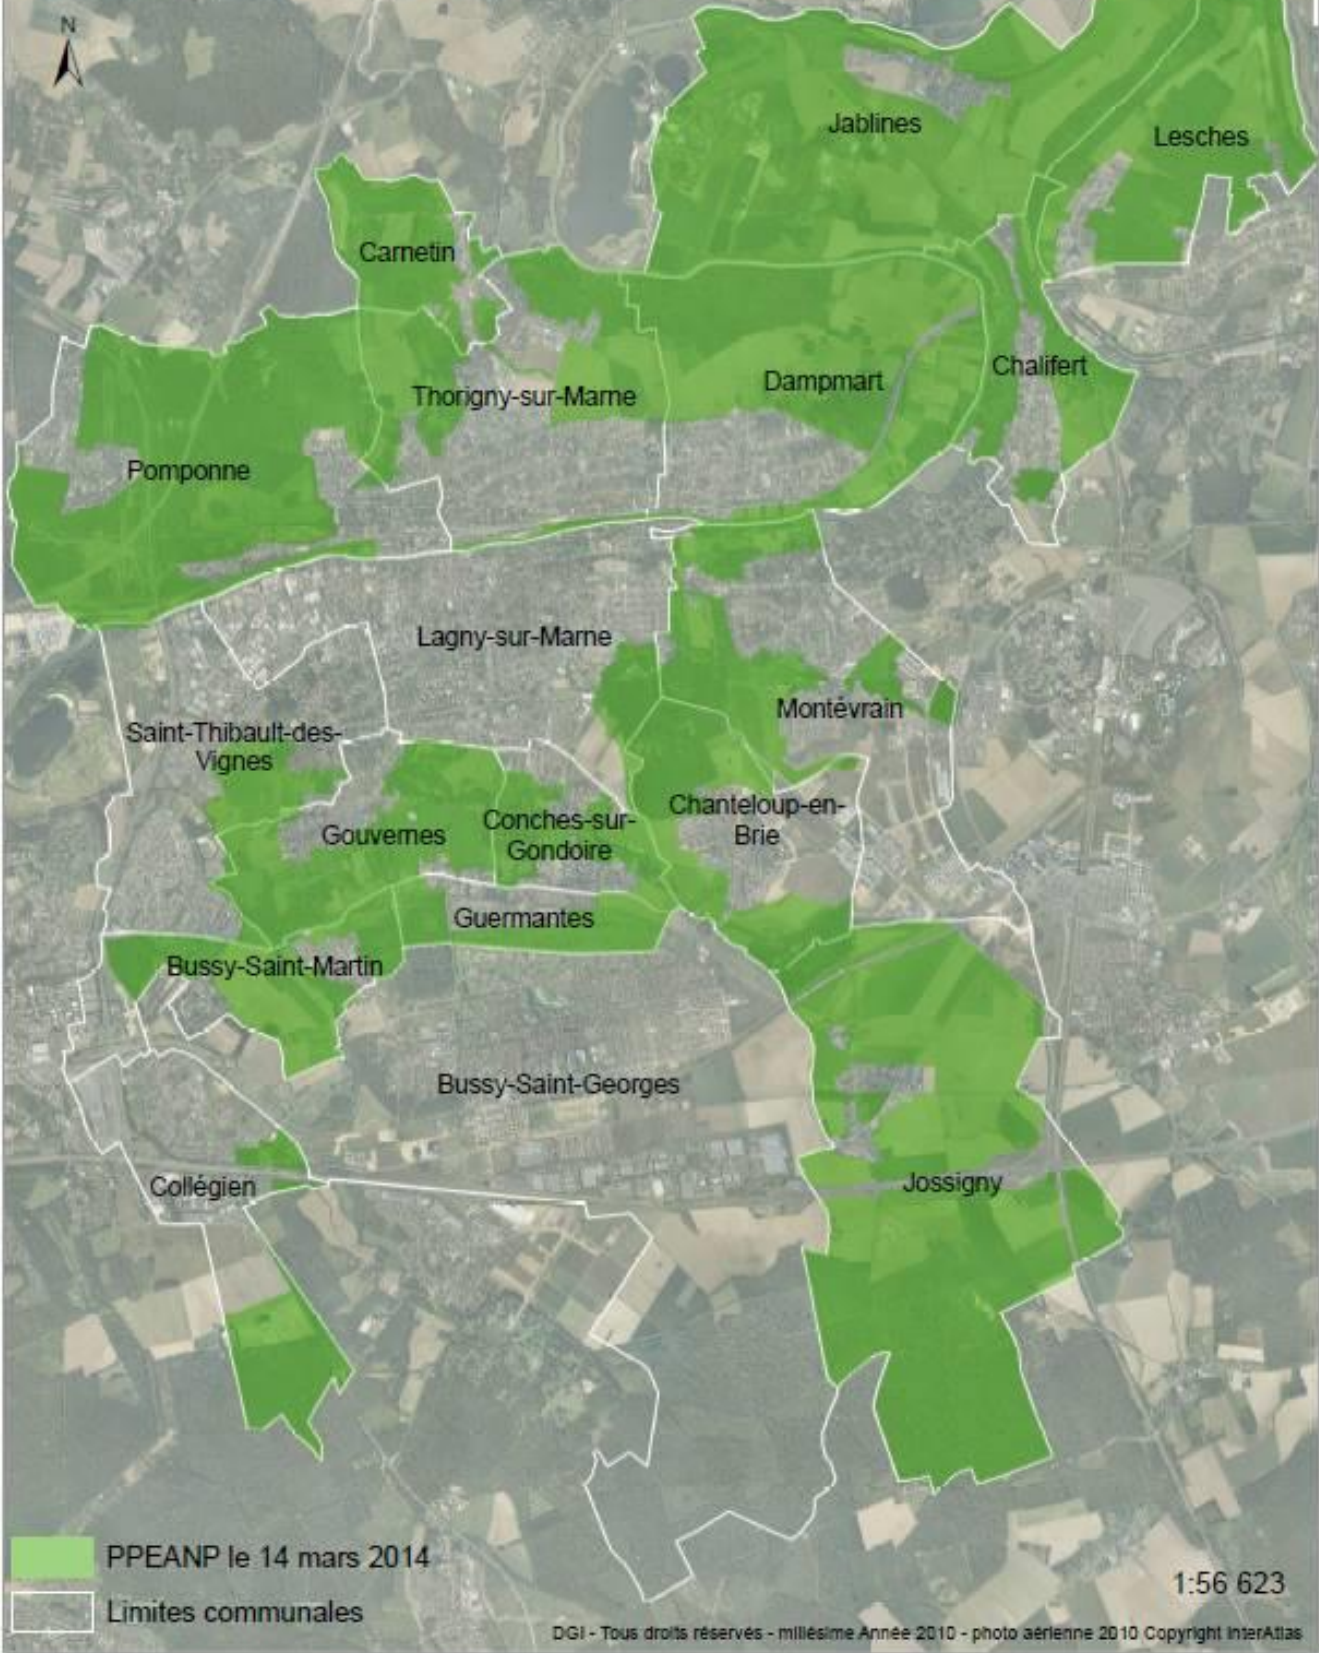 N
Jablines
Lesches
Carnetin
Chalifert
Dampmart
Thorigny-sur-Marne
Pomponne
Lagny-sur-Marne
Montévrain
Saint-Thibault-des-
Vignes
Chanteloup-en-
Brie
Conches-sur-
Gondoire
Gouvernes
Guermantes
Bussy-Saint-Martin
Bussy-Saint-Georges
Jossigny
Collégien
PPEANP le 14 mars 2014
Limites communales
1:56 623
DGI - Tous droits réservés - millésime Année 2010 - photo aérienne 2010 Copyright InterAtlas